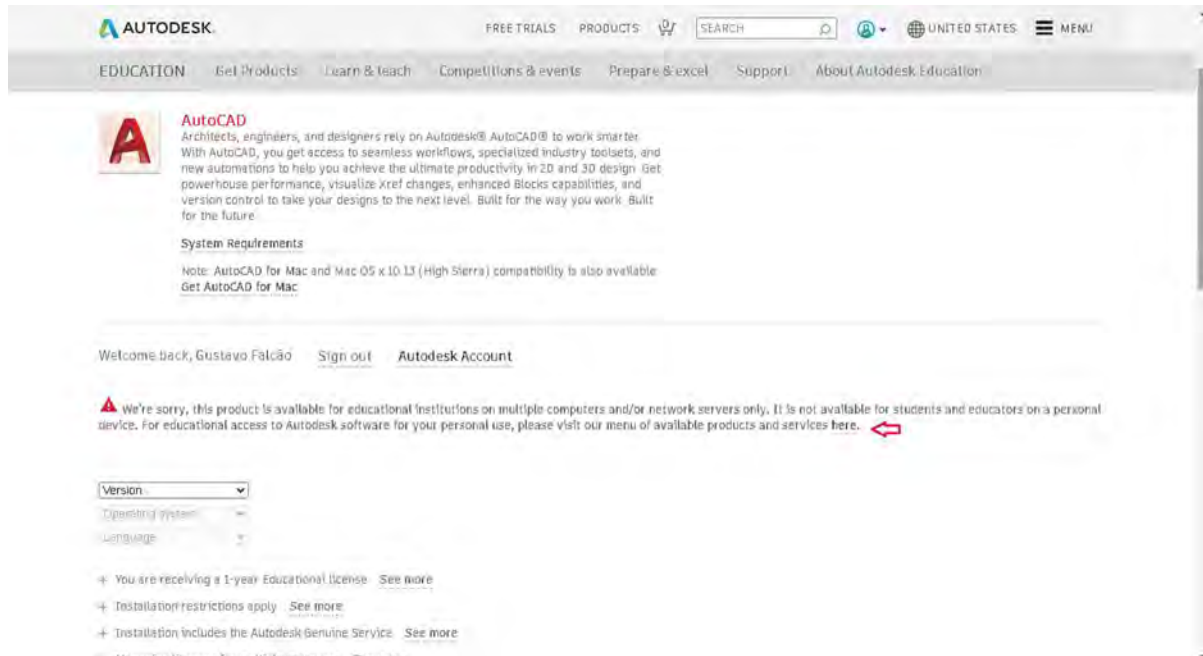 AUTODESK.
FREE TRIALS PRODUCTS SEARCH UNITED STATES MENU
EDUCATION Get Products Learn & teach Competitions & events Prepare & excel Support About Autodesk Education
AutoCAD
Architects, engineers, and designers rely on Autodesk® AutoCAD® to work smarter.
With AutoCAD, you get access to seamless workflows, specialized industry toolsets, and
new automations to help you achieve the ultimate productivity in 2D and 3D design. Get
powerhouse performance, visualize Xref changes, enhanced Blocks capabilities, and
version control to take your designs to the next level. Built for the way you work. Built
for the future
System Requirements
Note: AutoCAD for Mac and Mac OS x 10.13 (High Sierra) compatibility is also available.
Get AutoCAD for Mac
Welcome back, Gustavo Falcão Sign out Autodesk Account
We're sorry, this product is available for educational institutions on multiple computers and/or network servers only. It is not available for students and educators on a personal
device. For educational access to Autodesk software for your personal use, please visit our menu of available products and services here.
Version
Operating system
Language
+ You are receiving a 1-year Educational license See more
+ Installation restrictions apply See more
+ Installation includes the Autodesk Genuine Service See more